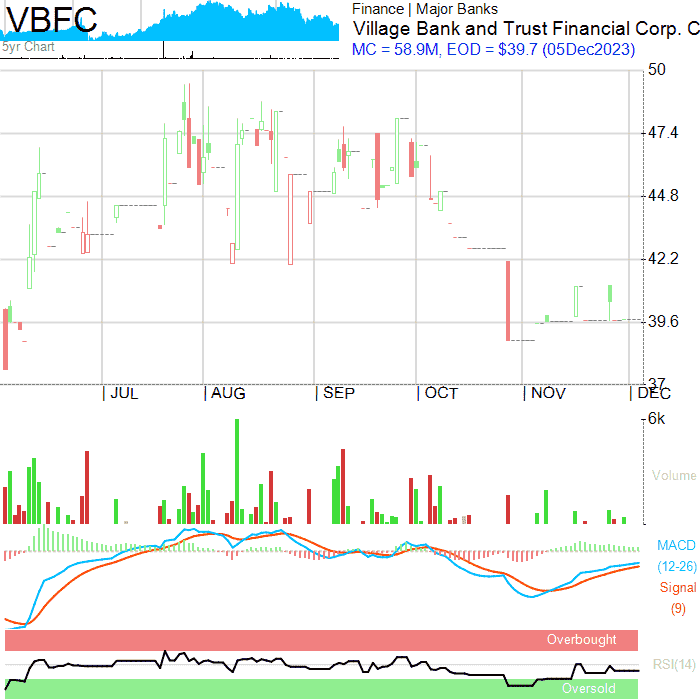 VBFC
5yr Chart
Finance | Major Banks
Village Bank and Trust Financial Corp. C
MC = 58.9M, EOD = $39.7 (05Dec2023)
50
47.4
44.8
42.2
39.6
37
| JUL | AUG | SEP | OCT | NOV | DEC
6k
Volume
MACD
(12-26)
Signal
(9)
Overbought
RSI(14)
Oversold